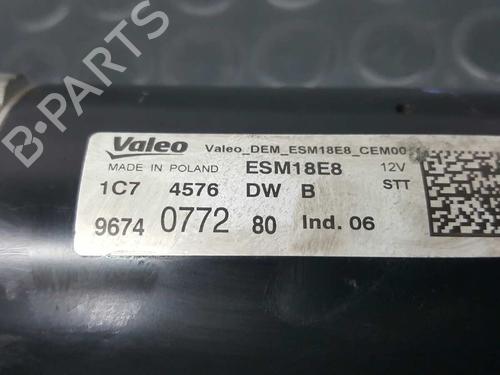 Valeo Valeo_DEM_ESM18E8_CEM00
MADE IN POLAND ESM18E8 12V
1C7 4576 DW B STT
9674 0772 80 Ind. 06
B-PARTS